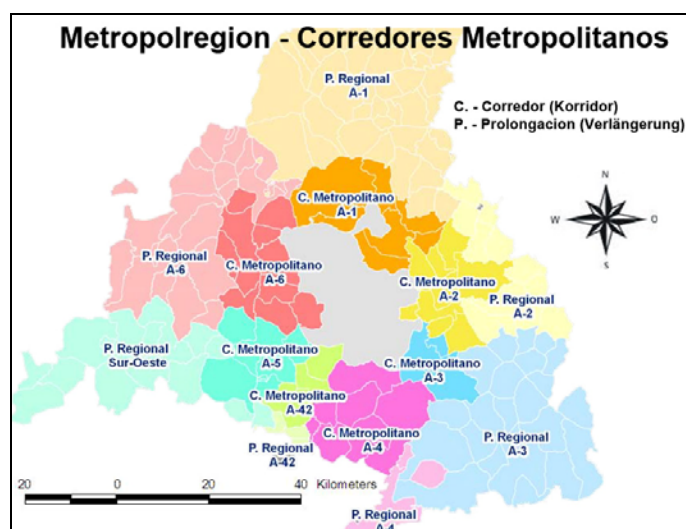 Metropolregion - Corredores Metropolitanos
P. Regional
A-1
C. - Corredor (Korridor)
P. - Prolongacion (Verlängerung)
C. Metropolitano
A-1
N
W
O
S
P. Regional
A-6
C. Metropolitano
A-6
C. Metropolitano
A-2
P. Regional
A-2
P. Regional
Sur-Oeste
C. Metropolitano
A-5
C. Metropolitano
A-3
C. Metropolitano
A-42
C. Metropolitano
A-4
P. Regional
A-3
P. Regional
A-42
20 0 20 40 Kilometers
P. Regional
A-4